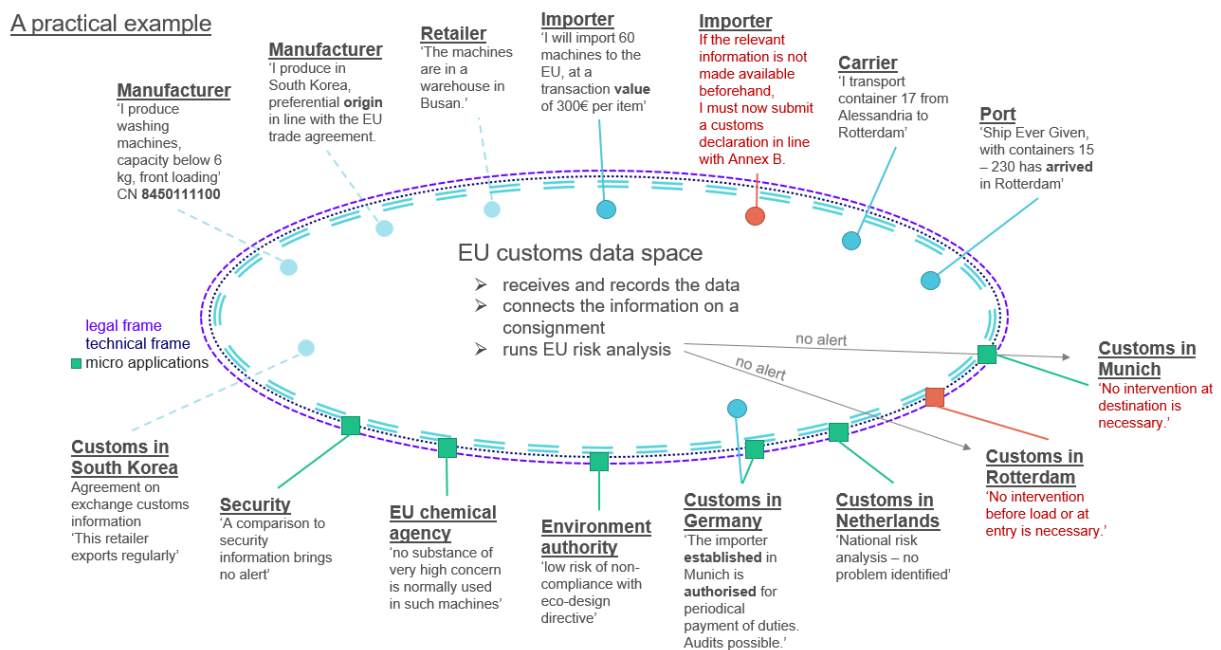 A practical example
Manufacturer
‘I produce
washing
machines,
capacity below 6
kg, front loading’
CN 8450111100
Manufacturer
‘I produce in
South Korea,
preferential origin
in line with the EU
trade agreement.
Retailer
‘The machines
are in a
warehouse in
Busan.’
Importer
‘I will import 60
machines to the
EU, at a
transaction value
of 300€ per item’
Importer
If the relevant
information is not
made available
beforehand,
I must now submit
a customs
declaration in line
with Annex B.
Carrier
‘I transport
container 17 from
Alessandria to
Rotterdam’
Port
‘Ship Ever Given,
with containers 15
– 230 has arrived
in Rotterdam’
EU customs data space
➢ receives and records the data
➢ connects the information on a
consignment
➢ runs EU risk analysis
no alert
no alert
legal frame
technical frame
micro applications
Customs in
South Korea
Agreement on
exchange customs
information
‘This retailer
exports regularly’
Security
‘A comparison to
security
information brings
no alert’
EU chemical
agency
‘no substance of
very high concern
is normally used
in such machines’
Environment
authority
‘low risk of non-
compliance with
eco-design
directive’
Customs in
Germany
‘The importer
established in
Munich is
authorised for
periodical
payment of duties.
Audits possible.’
Customs in
Netherlands
‘National risk
analysis – no
problem identified’
Customs in
Rotterdam
‘No intervention
before load or at
entry is necessary.’
Customs in
Munich
‘No intervention at
destination is
necessary.’